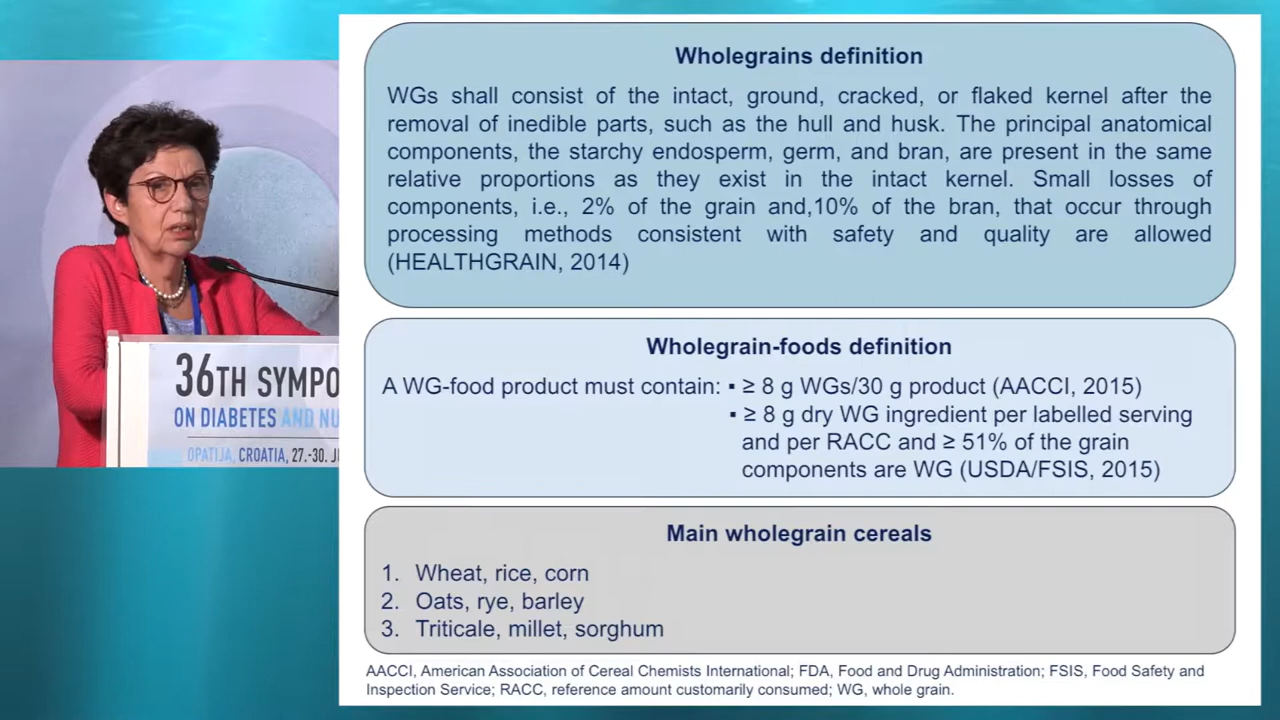 Wholegrains definition
WGs shall consist of the intact, ground, cracked, or flaked kernel after the
removal of inedible parts, such as the hull and husk. The principal anatomical
components, the starchy endosperm, germ, and bran, are present in the same
relative proportions as they exist in the intact kernel. Small losses of
components, i.e., 2% of the grain and,10% of the bran, that occur through
processing methods consistent with safety and quality are allowed
(HEALTHGRAIN, 2014)
Wholegrain-foods definition
A WG-food product must contain: ▪ ≥ 8 g WGs/30 g product (AACCI, 2015)
▪ ≥ 8 g dry WG ingredient per labelled serving
and per RACC and ≥ 51% of the grain
components are WG (USDA/FSIS, 2015)
Main wholegrain cereals
1. Wheat, rice, corn
2. Oats, rye, barley
3. Triticale, millet, sorghum
AACCI, American Association of Cereal Chemists International; FDA, Food and Drug Administration; FSIS, Food Safety and
Inspection Service; RACC, reference amount customarily consumed; WG, whole grain.
36TH SYMPO
ON DIABETES AND NU
OPATIJA, CROATIA, 27.-30. J